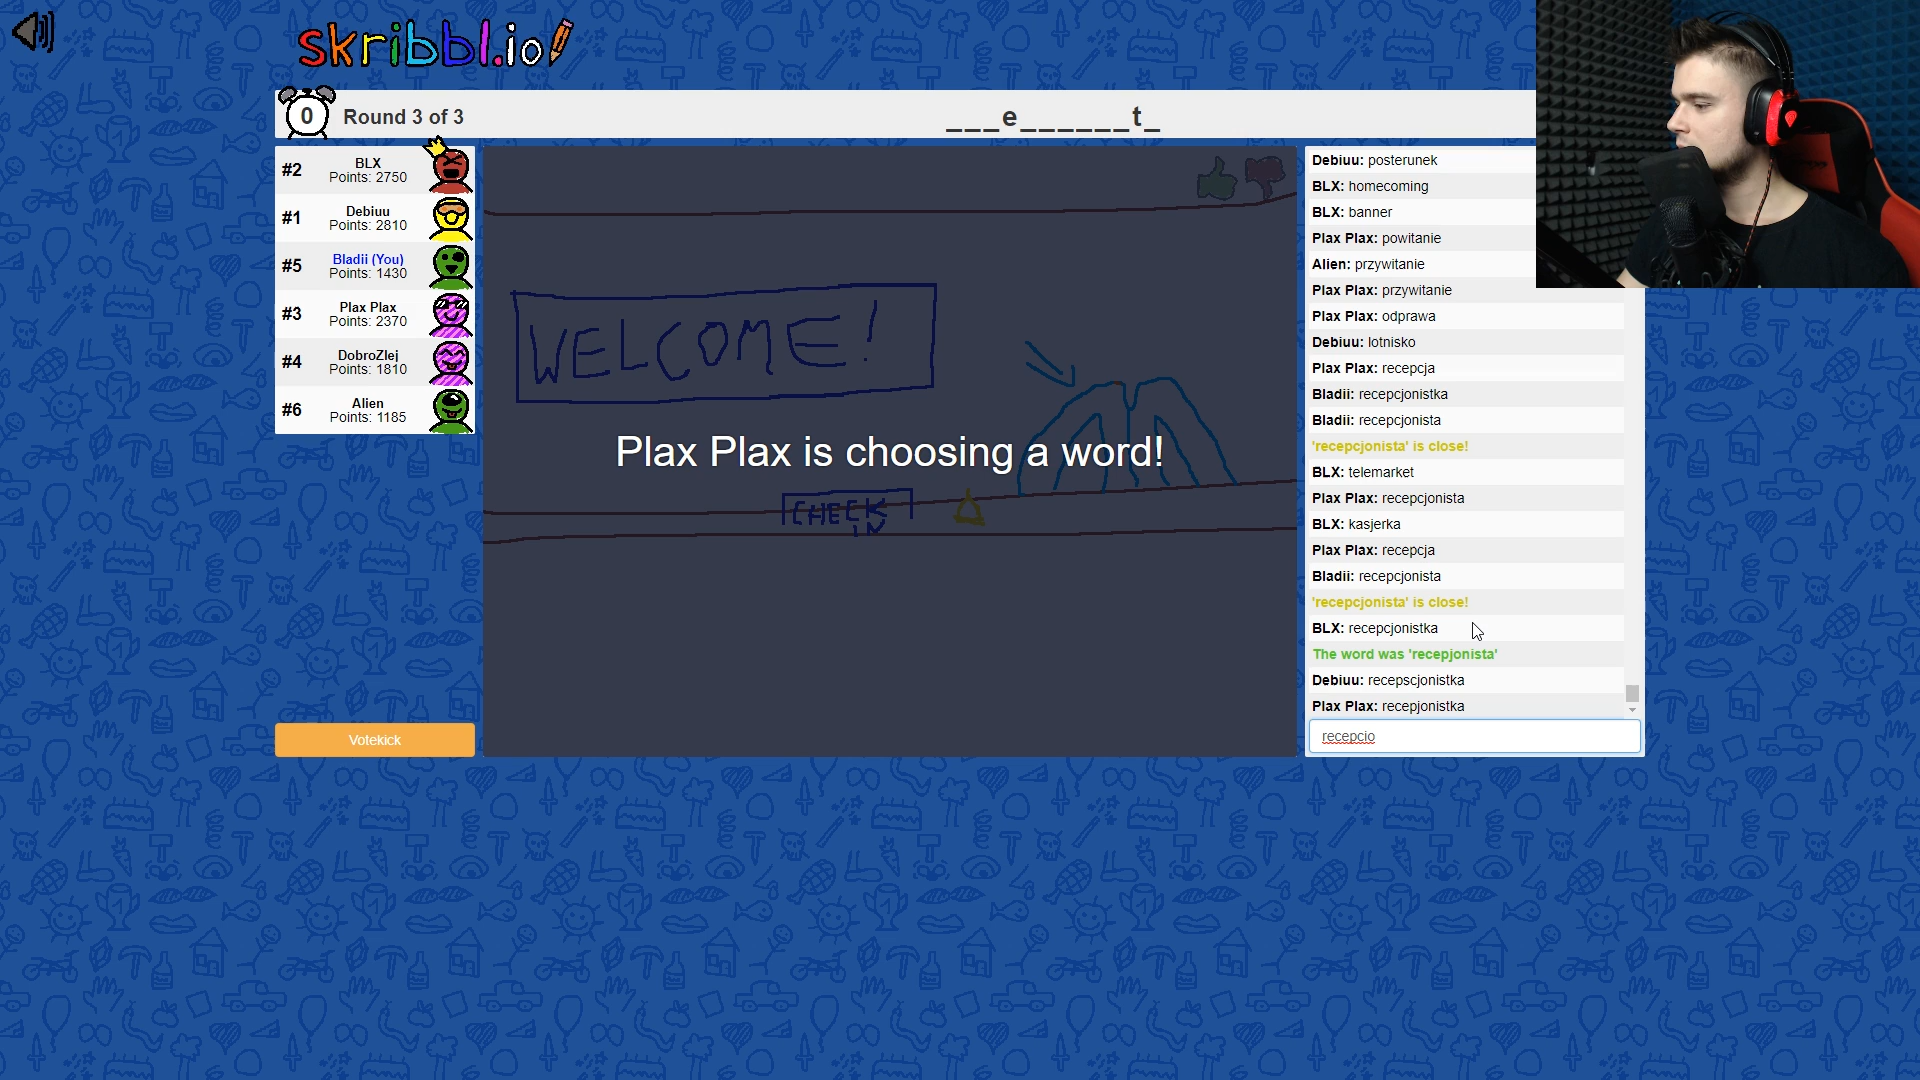 skribbl.io
0
Round 3 of 3
___e______t_
#2
BLX
Points: 2750
#1
Debiuu
Points: 2810
#5
Bladii (You)
Points: 1430
#3
Plax Plax
Points: 2370
#4
DobroZlej
Points: 1810
#6
Alien
Points: 1185
Votekick
WELCOME!
Plax Plax is choosing a word!
CHECK
IN
Debiuu: posterunek
BLX: homecoming
BLX: banner
Plax Plax: powitanie
Alien: przywitanie
Plax Plax: przywitanie
Plax Plax: odprawa
Debiuu: lotnisko
Plax Plax: recepcja
Bladii: recepcjonistka
Bladii: recepcjonista
'recepcjonista' is close!
BLX: telemarket
Plax Plax: recepcjonista
BLX: kasjerka
Plax Plax: recepcja
Bladii: recepcjonista
'recepcjonista' is close!
BLX: recepcjonistka
The word was 'recepjonista'
Debiuu: recepscjonistka
Plax Plax: recepjonistka
recepcio